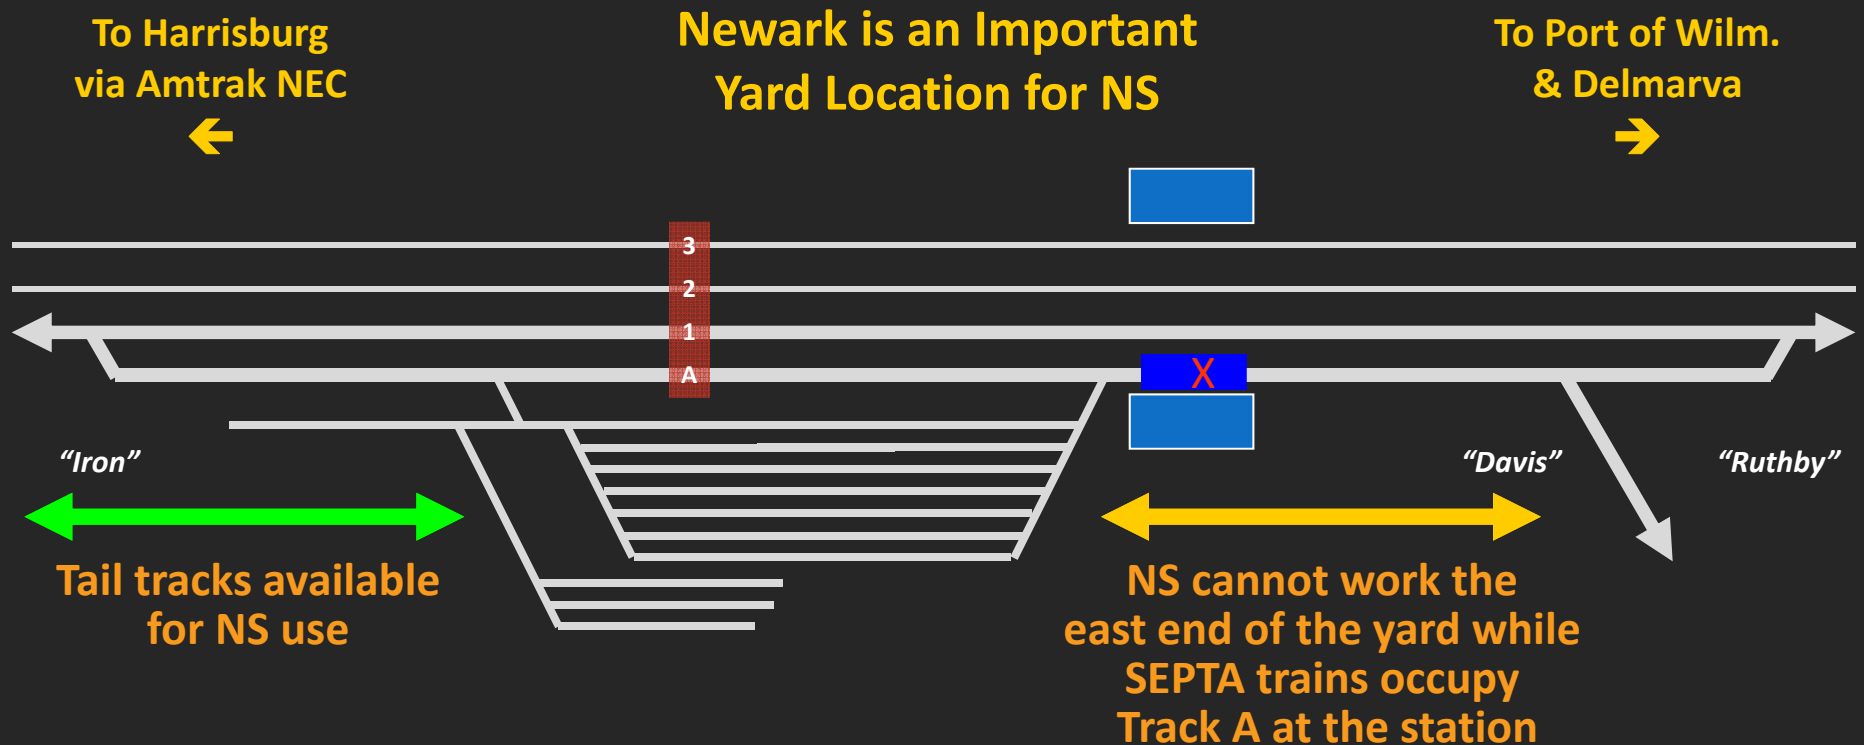 To Harrisburg
via Amtrak NEC
Newark is an Important
Yard Location for NS
To Port of Wilm.
& Delmarva
3
2
1
A
X
“Iron”
“Davis”
“Ruthby”
Tail tracks available
for NS use
NS cannot work the
east end of the yard while
SEPTA trains occupy
Track A at the station